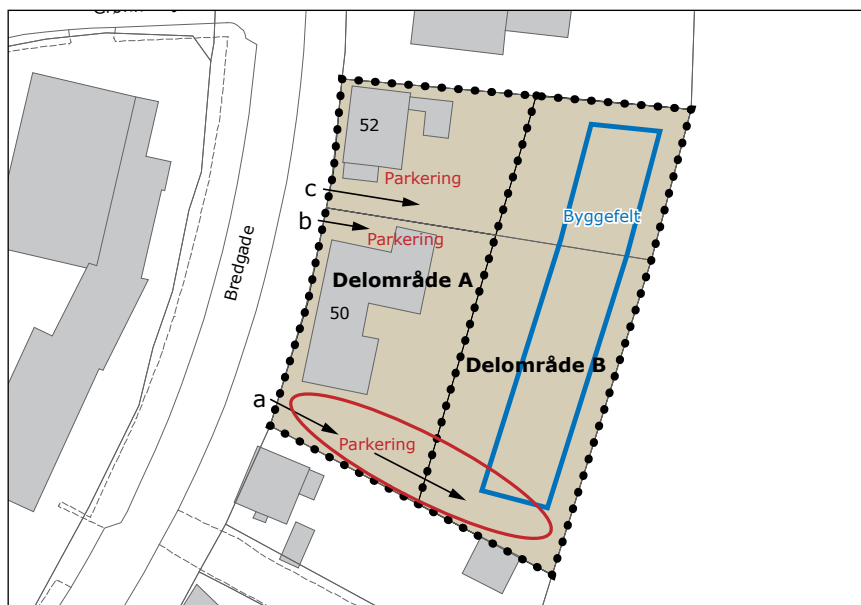 52
Parkering
c
Byggefelt
b
Parkering
Bredgade
Delområde A
50
Delområde B
a
Parkering